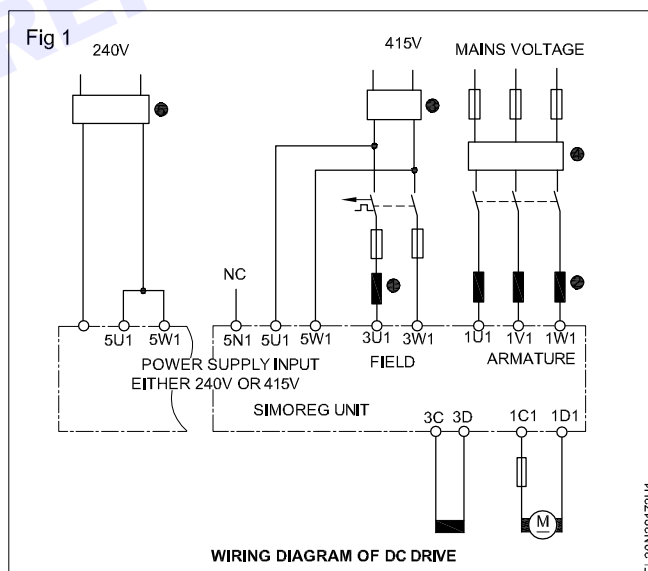 Fig 1
240V
415V
MAINS VOLTAGE
NC
5U1 5W1
5N1 5U1 5W1 3U1 3W1 1U1 1V1 1W1
POWER SUPPLY INPUT
EITHER 240V OR 415V
FIELD
ARMATURE
SIMOREG UNIT
3C 3D 1C1 1D1
M
WIRING DIAGRAM OF DC DRIVE